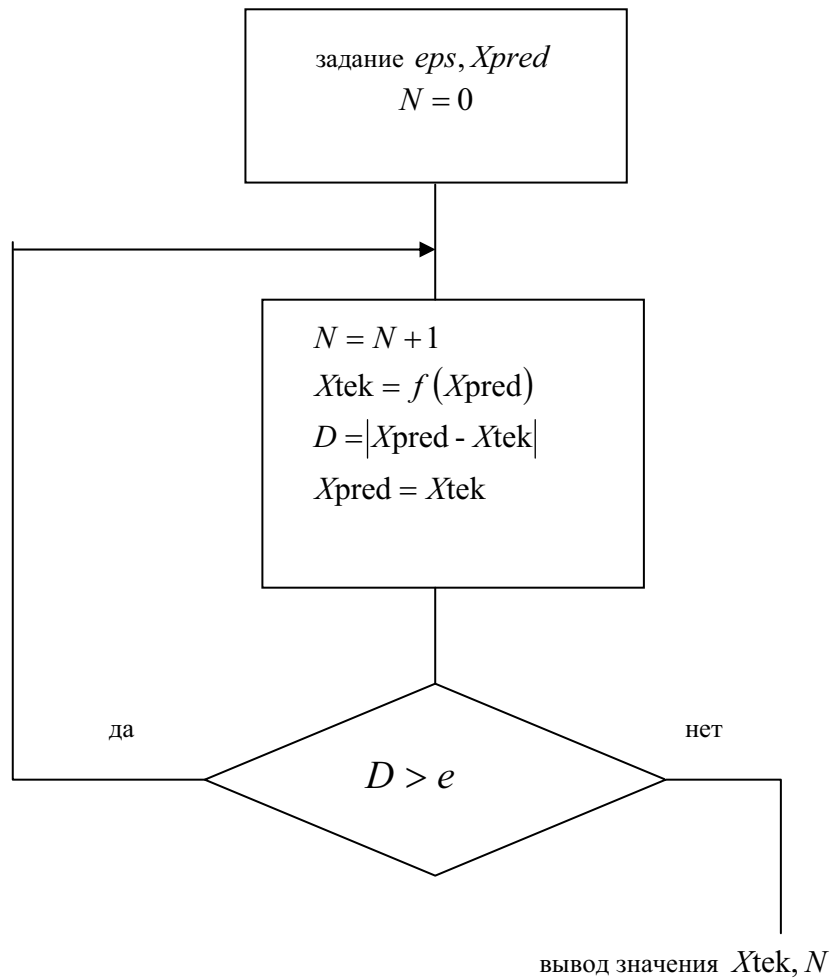 задание eps, Xpred
N = 0
N = N + 1
Xtek = f(Xpred)
D = |Xpred - Xtek|
Xpred = Xtek
да
нет
D > e
вывод значения Xtek, N